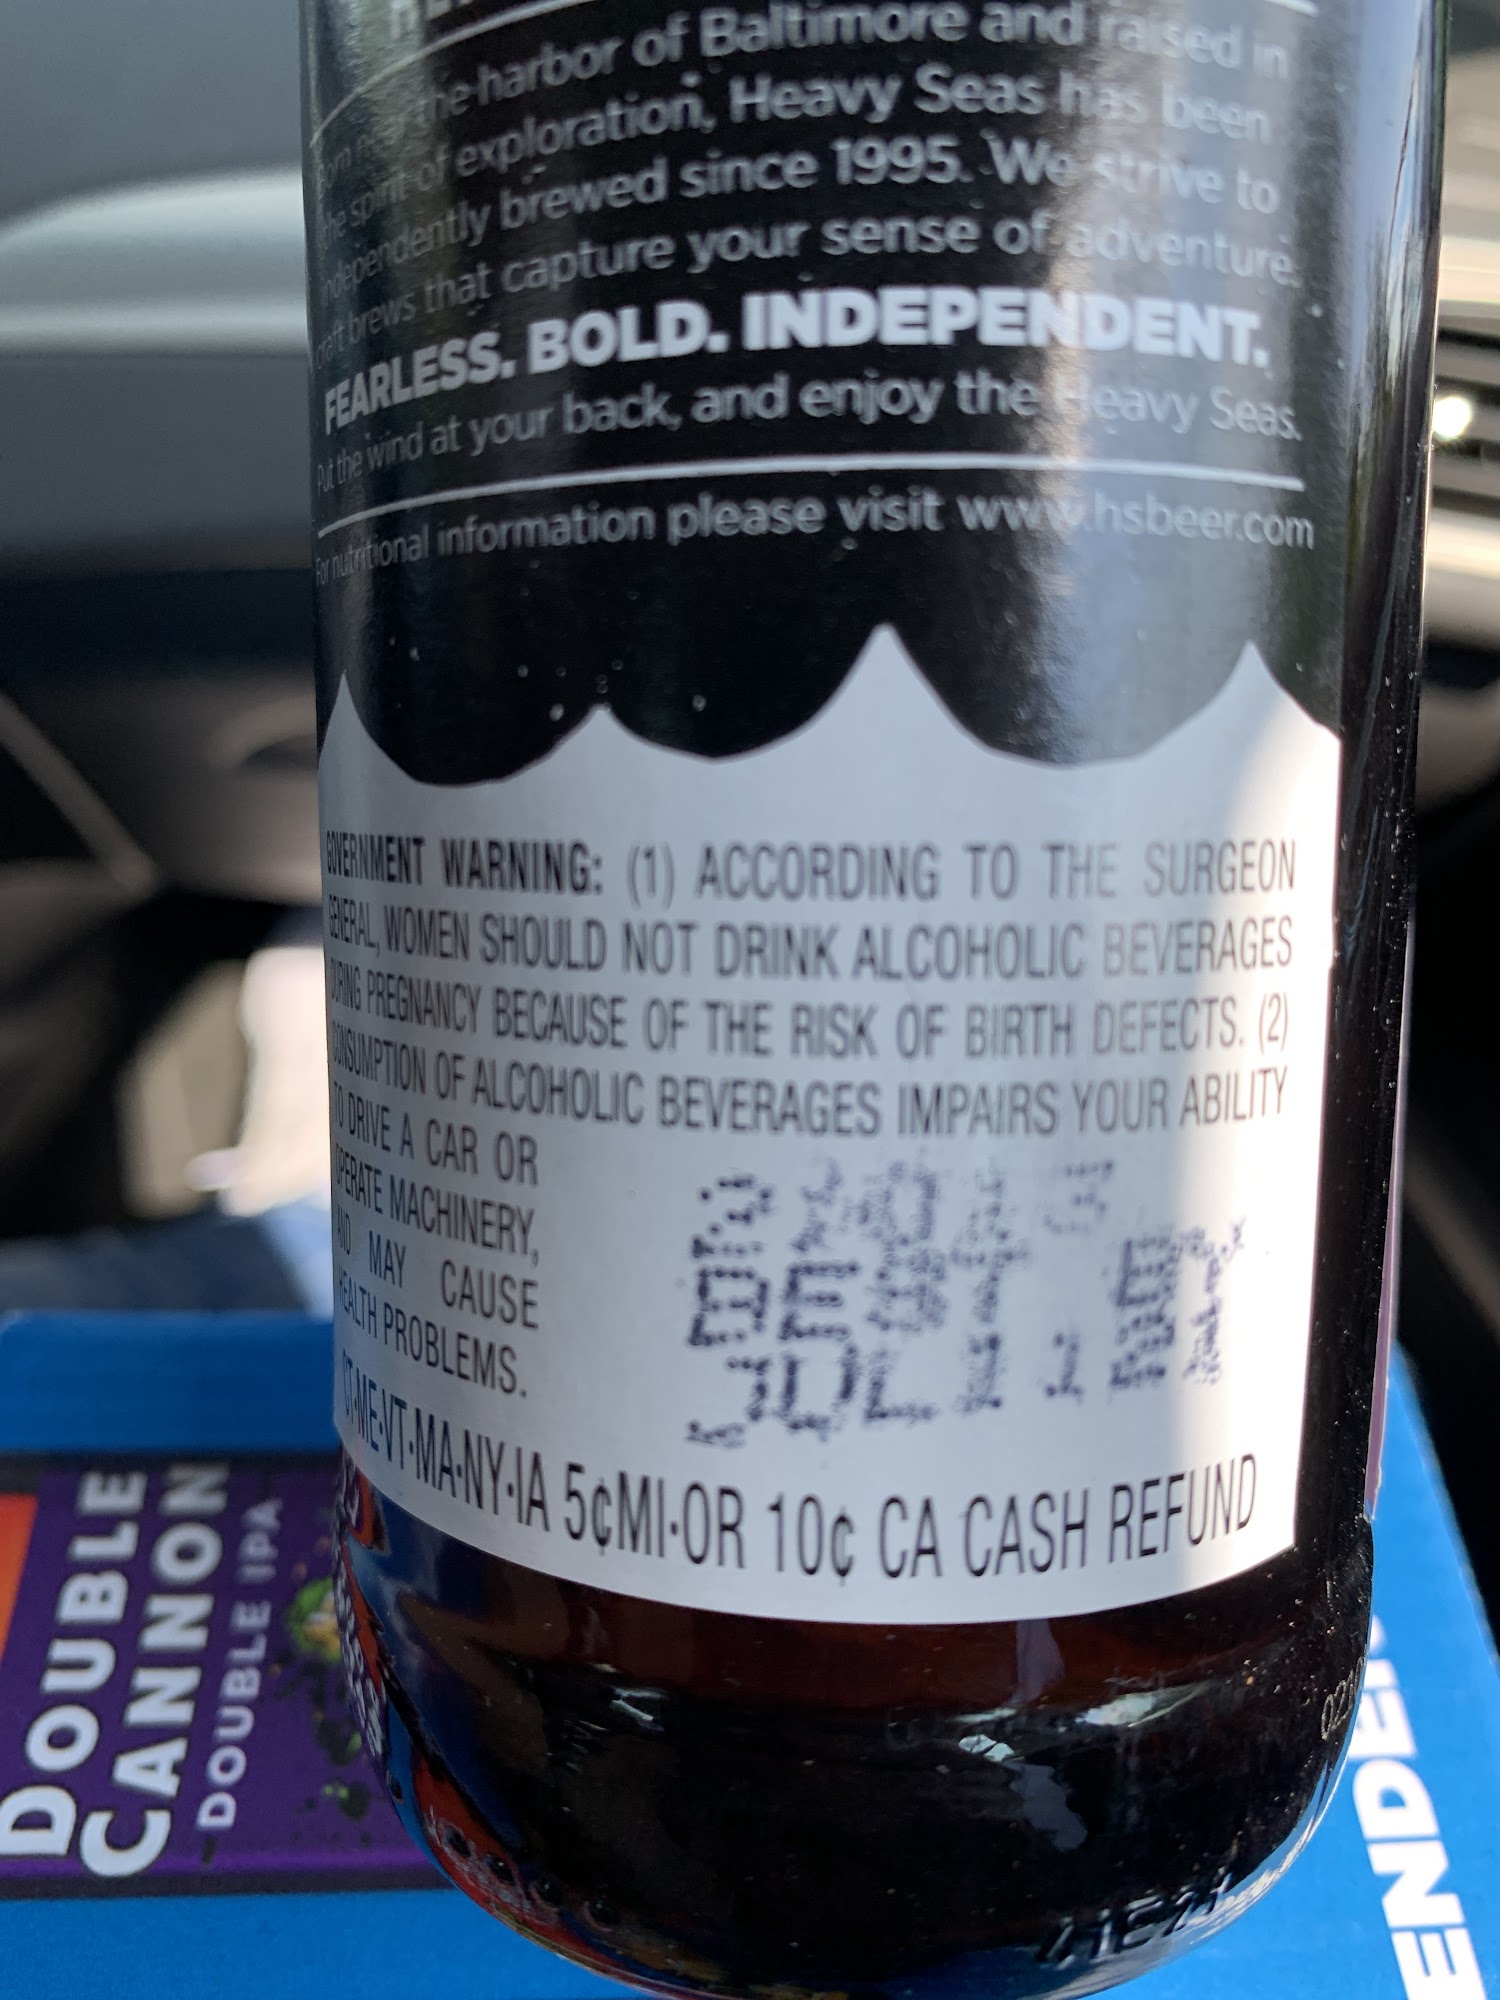 the harbor of Baltimore and raised in
the spirit of exploration, Heavy Seas has been
independently brewed since 1995. We strive to
craft brews that capture your sense of adventure.
FEARLESS. BOLD. INDEPENDENT.
Put the wind at your back, and enjoy the Heavy Seas.
For nutritional information please visit www.hsbeer.com
GOVERNMENT WARNING: (1) ACCORDING TO THE SURGEON
GENERAL, WOMEN SHOULD NOT DRINK ALCOHOLIC BEVERAGES
DURING PREGNANCY BECAUSE OF THE RISK OF BIRTH DEFECTS. (2)
CONSUMPTION OF ALCOHOLIC BEVERAGES IMPAIRS YOUR ABILITY
TO DRIVE A CAR OR
OPERATE MACHINERY,
AND MAY CAUSE
HEALTH PROBLEMS.
CT·ME·VT·MA·NY·IA 5¢MI·OR 10¢ CA CASH REFUND
DOUBLE
CANNON
-DOUBLE IPA-